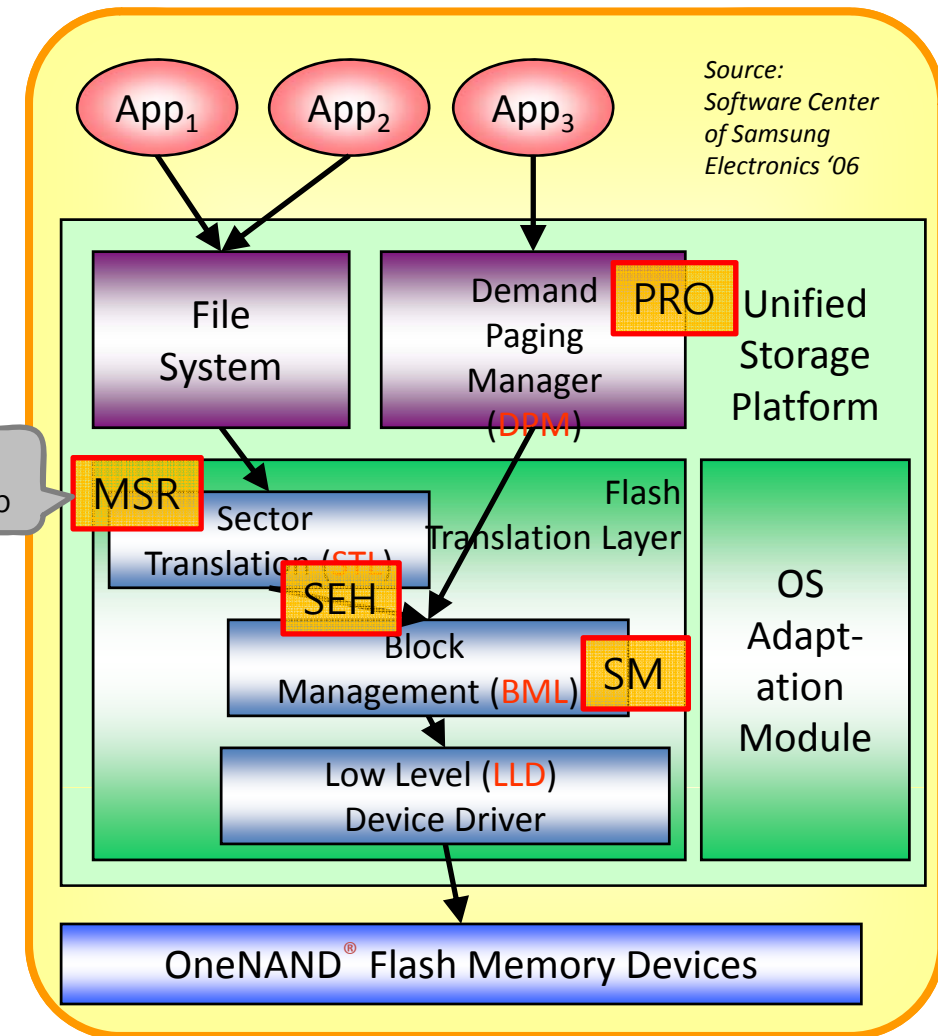 App1
App2
App3
Source:
Software Center
of Samsung
Electronics ‘06
File
System
Demand
Paging
Manager
(DPM)
PRO
Unified
Storage
Platform
MSR
Sector
Translation (STL)
Flash
Translation Layer
SEH
Block
Management (BML)
SM
OS
Adapt-
ation
Module
Low Level (LLD)
Device Driver
OneNAND® Flash Memory Devices